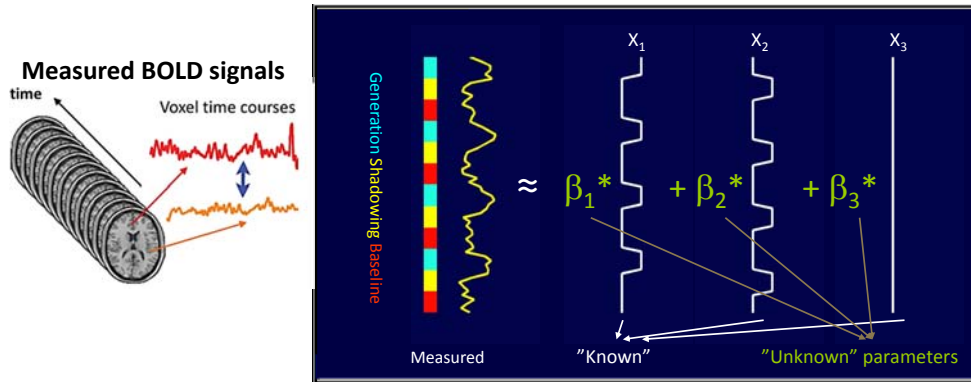 Measured BOLD signals
time
Voxel time courses
Generation Shadowing Baseline
X₁
X₂
X₃
≈ β₁* + β₂* + β₃*
Measured
”Known”
”Unknown” parameters